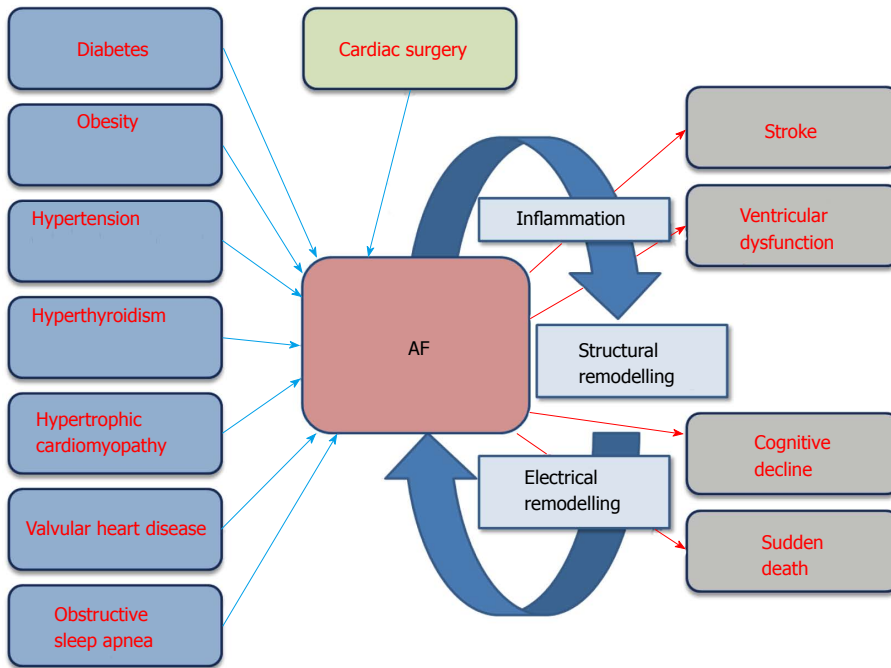 Diabetes
Obesity
Hypertension
Hyperthyroidism
Hypertrophic
cardiomyopathy
Valvular heart disease
Obstructive
sleep apnea
Cardiac surgery
AF
Inflammation
Structural
remodelling
Electrical
remodelling
Stroke
Ventricular
dysfunction
Cognitive
decline
Sudden
death